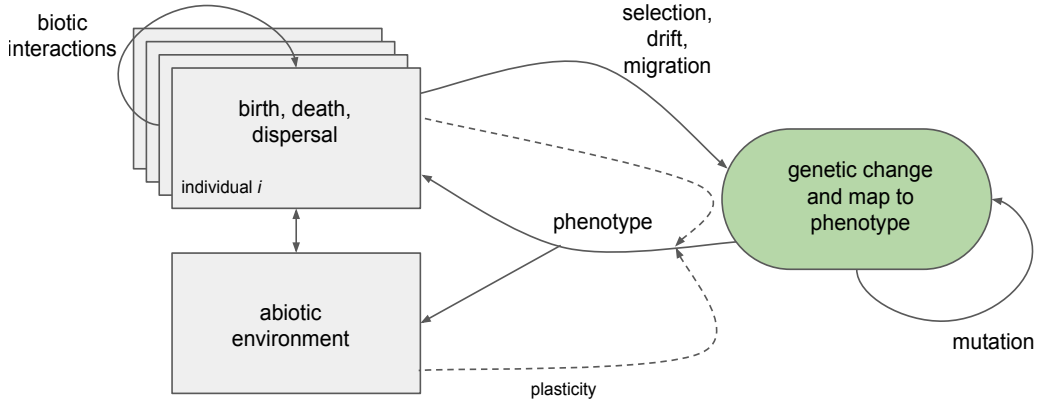 biotic
interactions
birth, death,
dispersal
individual i
selection,
drift,
migration
genetic change
and map to
phenotype
phenotype
abiotic
environment
mutation
plasticity